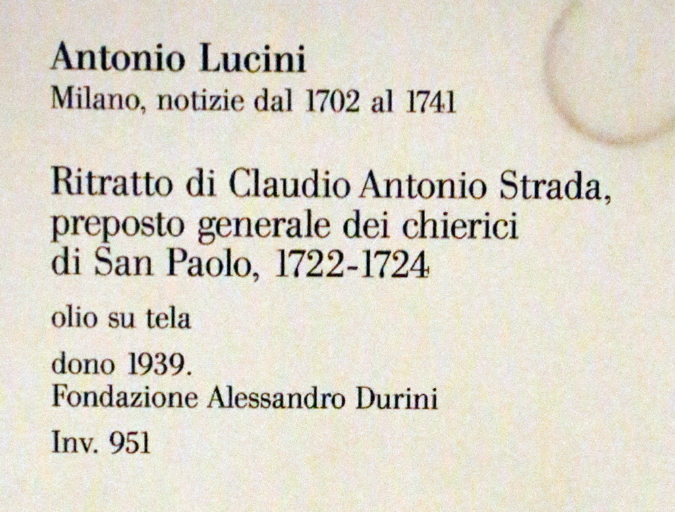 Antonio Lucini
Milano, notizie dal 1702 al 1741
Ritratto di Claudio Antonio Strada,
preposto generale dei chierici
di San Paolo, 1722-1724
olio su tela
dono 1939.
Fondazione Alessandro Durini
Inv. 951